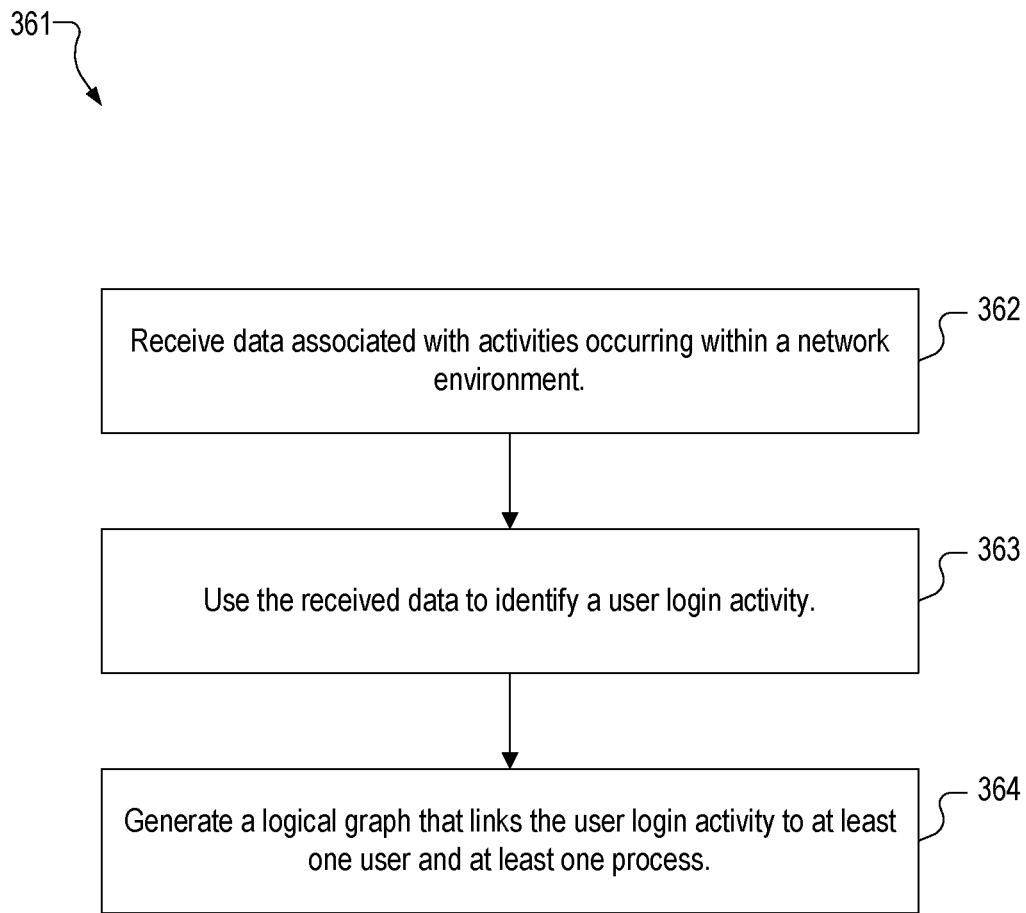 361
362
Receive data associated with activities occurring within a network
environment.
363
Use the received data to identify a user login activity.
364
Generate a logical graph that links the user login activity to at least
one user and at least one process.